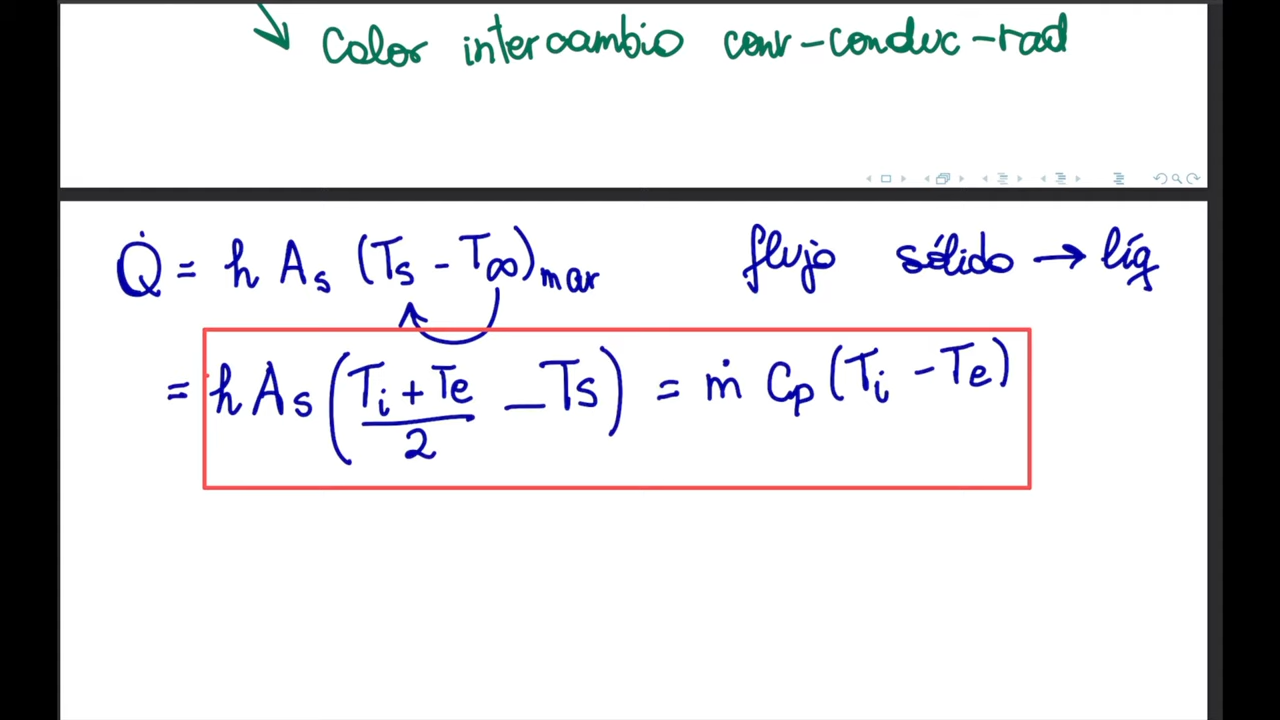 Calor intercambio conv-conduc-rad
Q̇ = h As (Ts - T∞)mar flujo sólido → líq
= h As ( (Ti + Te)/2 - Ts ) = ṁ Cp (Ti - Te)